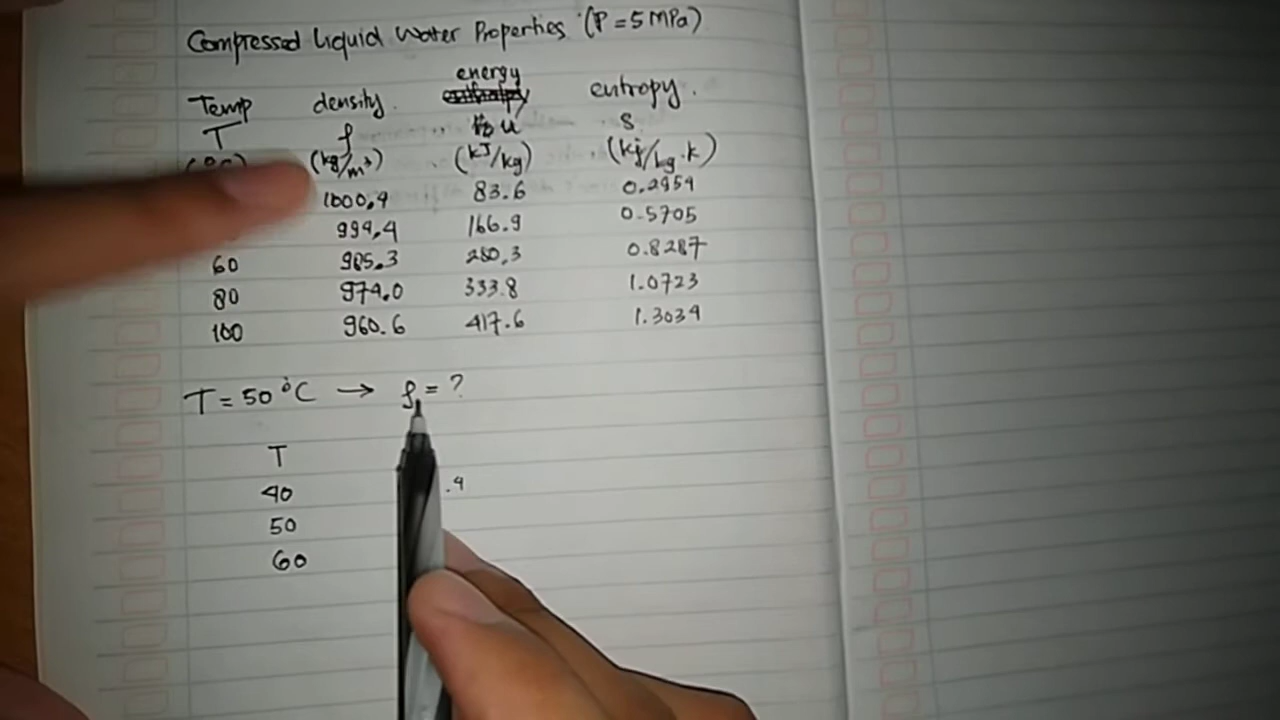 Compressed Liquid Water Properties (P = 5 MPa)
Temp density energy entropy
T ρ u s
(°C) (kg/m³) (kJ/kg) (kJ/kg.K)
1000,4 83.6 0.2954
999,4 166.9 0.5705
60 985.3 250,3 0.8287
80 974.0 333.8 1.0723
100 960.6 417.6 1.3034
T = 50°C → ρ = ?
T
40 .4
50
60